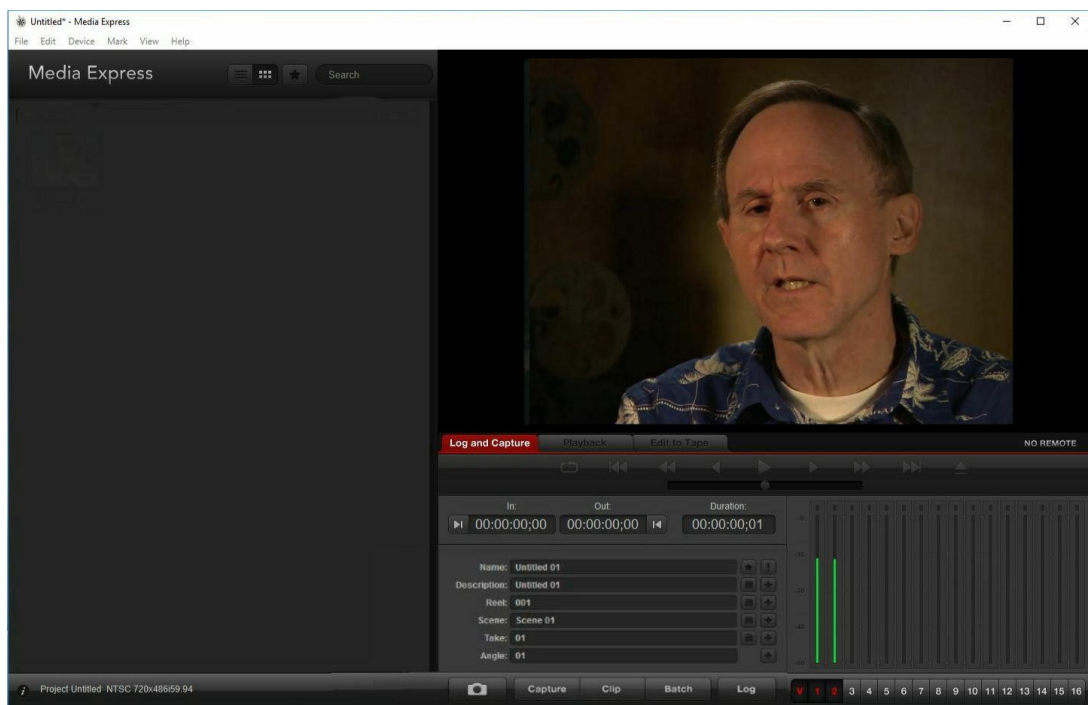 Untitled* - Media Express
File Edit Device Mark View Help
Media Express
Search
Log and Capture Playback Edit to Tape NO REMOTE
In: Out: Duration:
00:00:00;00 00:00:00;00 00:00:00;01
Name: Untitled 01
Description: Untitled 01
Reel: 001
Scene: Scene 01
Take: 01
Angle: 01
Project Untitled NTSC 720x486i59.94
Capture Clip Batch Log
V 1 2 3 4 5 6 7 8 9 10 11 12 13 14 15 16